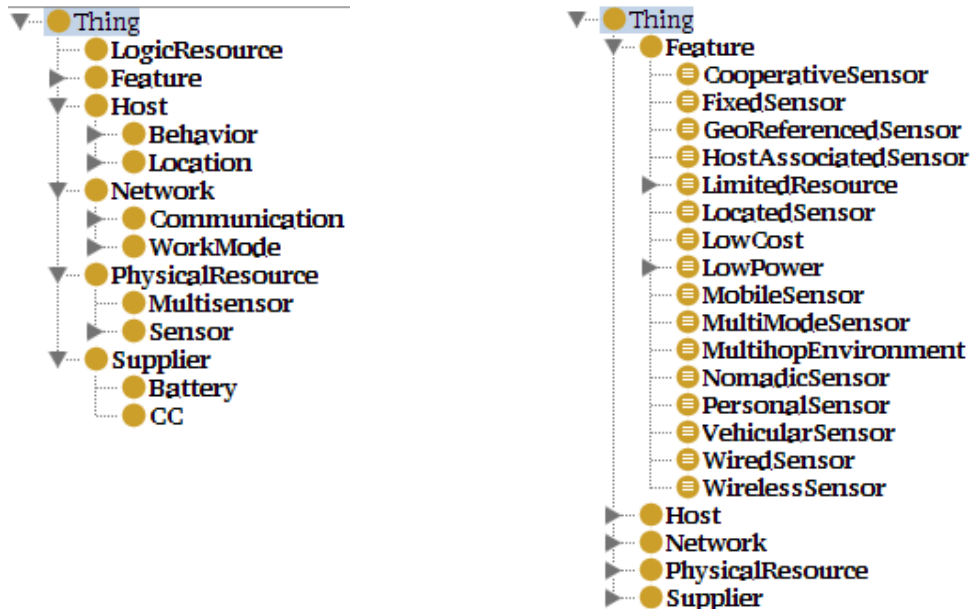 Thing
LogicResource
Feature
Host
Behavior
Location
Network
Communication
WorkMode
PhysicalResource
Multisensor
Sensor
Supplier
Battery
CC
Thing
Feature
CooperativeSensor
FixedSensor
GeoReferencedSensor
HostAssociatedSensor
LimitedResource
LocatedSensor
LowCost
LowPower
MobileSensor
MultiModeSensor
MultihopEnvironment
NomadicSensor
PersonalSensor
VehicularSensor
WiredSensor
WirelessSensor
Host
Network
PhysicalResource
Supplier